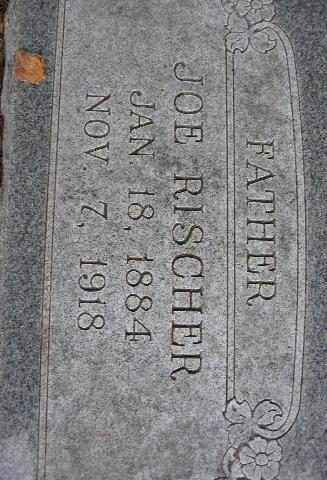 FATHER
JOE RISCHER
JAN. 18, 1884
NOV. 7, 1918